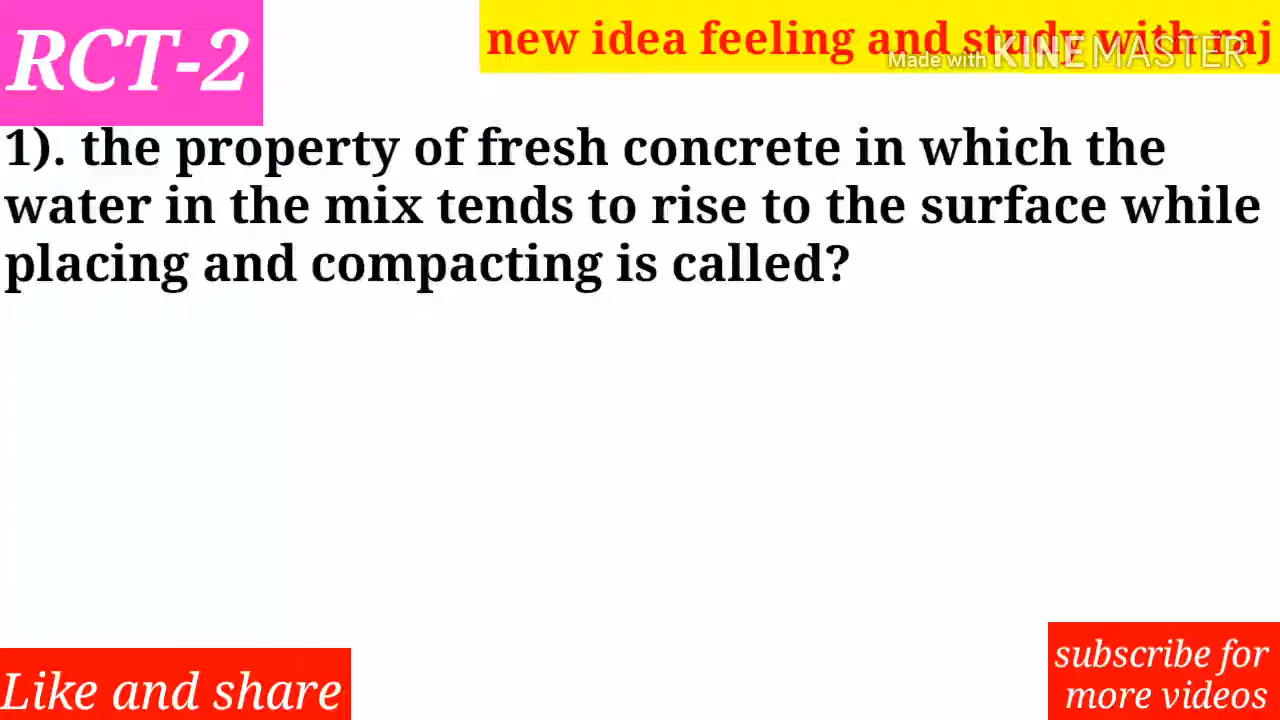 RCT-2
new idea feeling and study with raj
Made with KINEMASTER
1). the property of fresh concrete in which the
water in the mix tends to rise to the surface while
placing and compacting is called?
Like and share
subscribe for
more videos